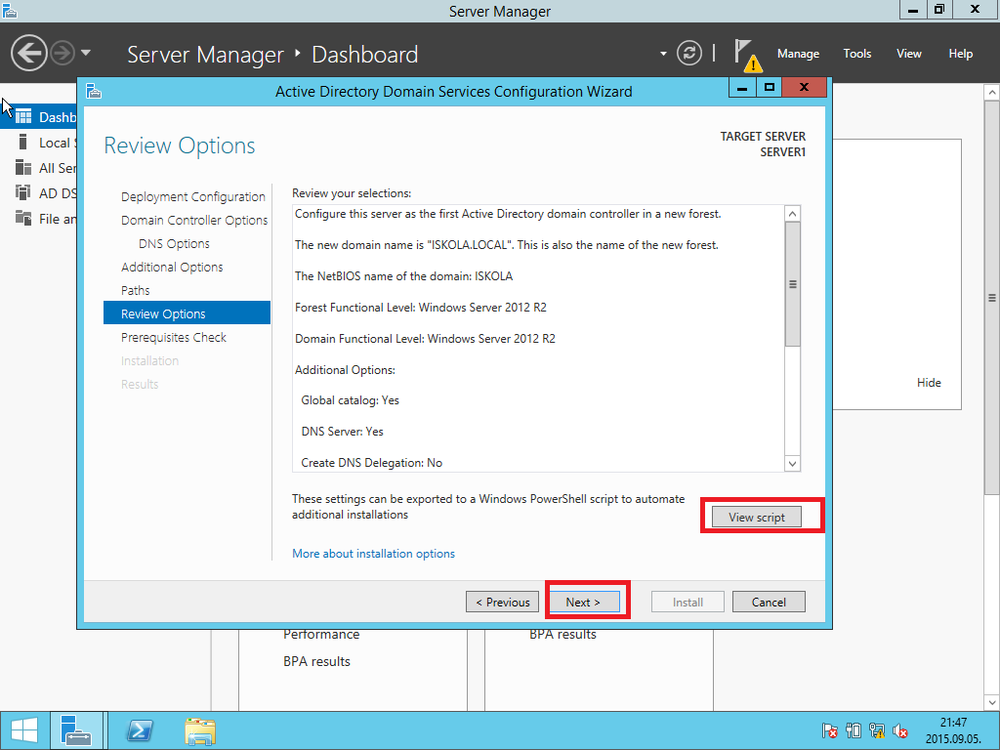 Server Manager
Server Manager
Dashboard
Manage
Tools
View
Help
Active Directory Domain Services Configuration Wizard
Dashb
Local S
All Ser
AD DS
File an
Review Options
TARGET SERVER
SERVER1
Deployment Configuration
Domain Controller Options
DNS Options
Additional Options
Paths
Review Options
Prerequisites Check
Installation
Results
Review your selections:
Configure this server as the first Active Directory domain controller in a new forest.
The new domain name is "ISKOLA.LOCAL". This is also the name of the new forest.
The NetBIOS name of the domain: ISKOLA
Forest Functional Level: Windows Server 2012 R2
Domain Functional Level: Windows Server 2012 R2
Additional Options:
Global catalog: Yes
DNS Server: Yes
Create DNS Delegation: No
These settings can be exported to a Windows PowerShell script to automate
additional installations
View script
More about installation options
< Previous
Next >
Install
Cancel
Hide
Performance
BPA results
BPA results
21:47
2015.09.05.